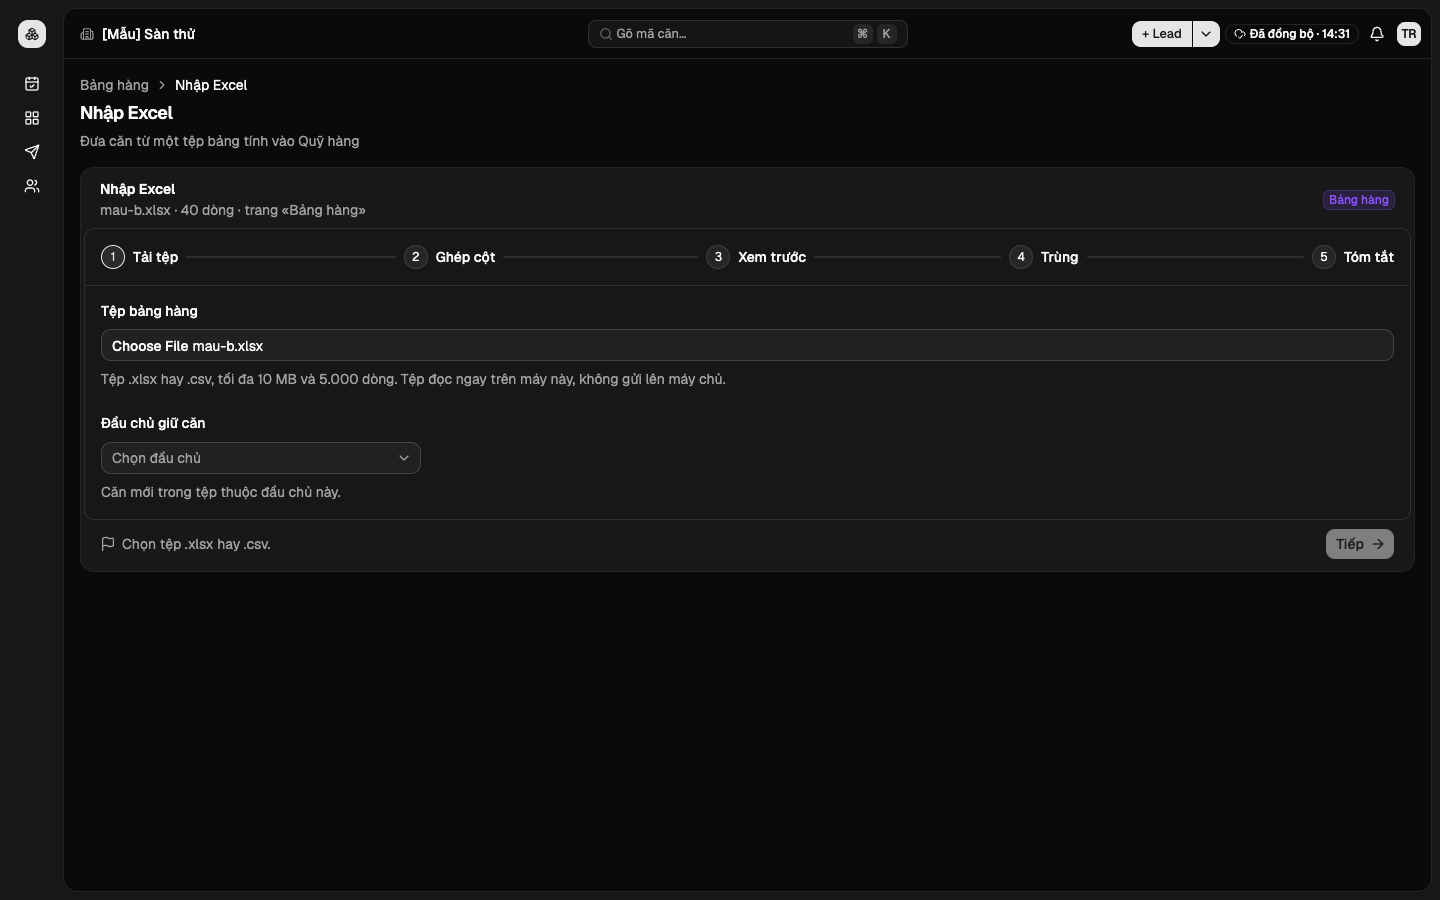 [Mẫu] Sàn thử
Gõ mã căn...
⌘ K
+ Lead
Đã đồng bộ · 14:31
TR
Bảng hàng > Nhập Excel
Nhập Excel
Đưa căn từ một tệp bảng tính vào Quỹ hàng
Nhập Excel
mau-b.xlsx · 40 dòng · trang «Bảng hàng»
Bảng hàng
1 Tải tệp
2 Ghép cột
3 Xem trước
4 Trùng
5 Tóm tắt
Tệp bảng hàng
Choose File mau-b.xlsx
Tệp .xlsx hay .csv, tối đa 10 MB và 5.000 dòng. Tệp đọc ngay trên máy này, không gửi lên máy chủ.
Đầu chủ giữ căn
Chọn đầu chủ
Căn mới trong tệp thuộc đầu chủ này.
Chọn tệp .xlsx hay .csv.
Tiếp →